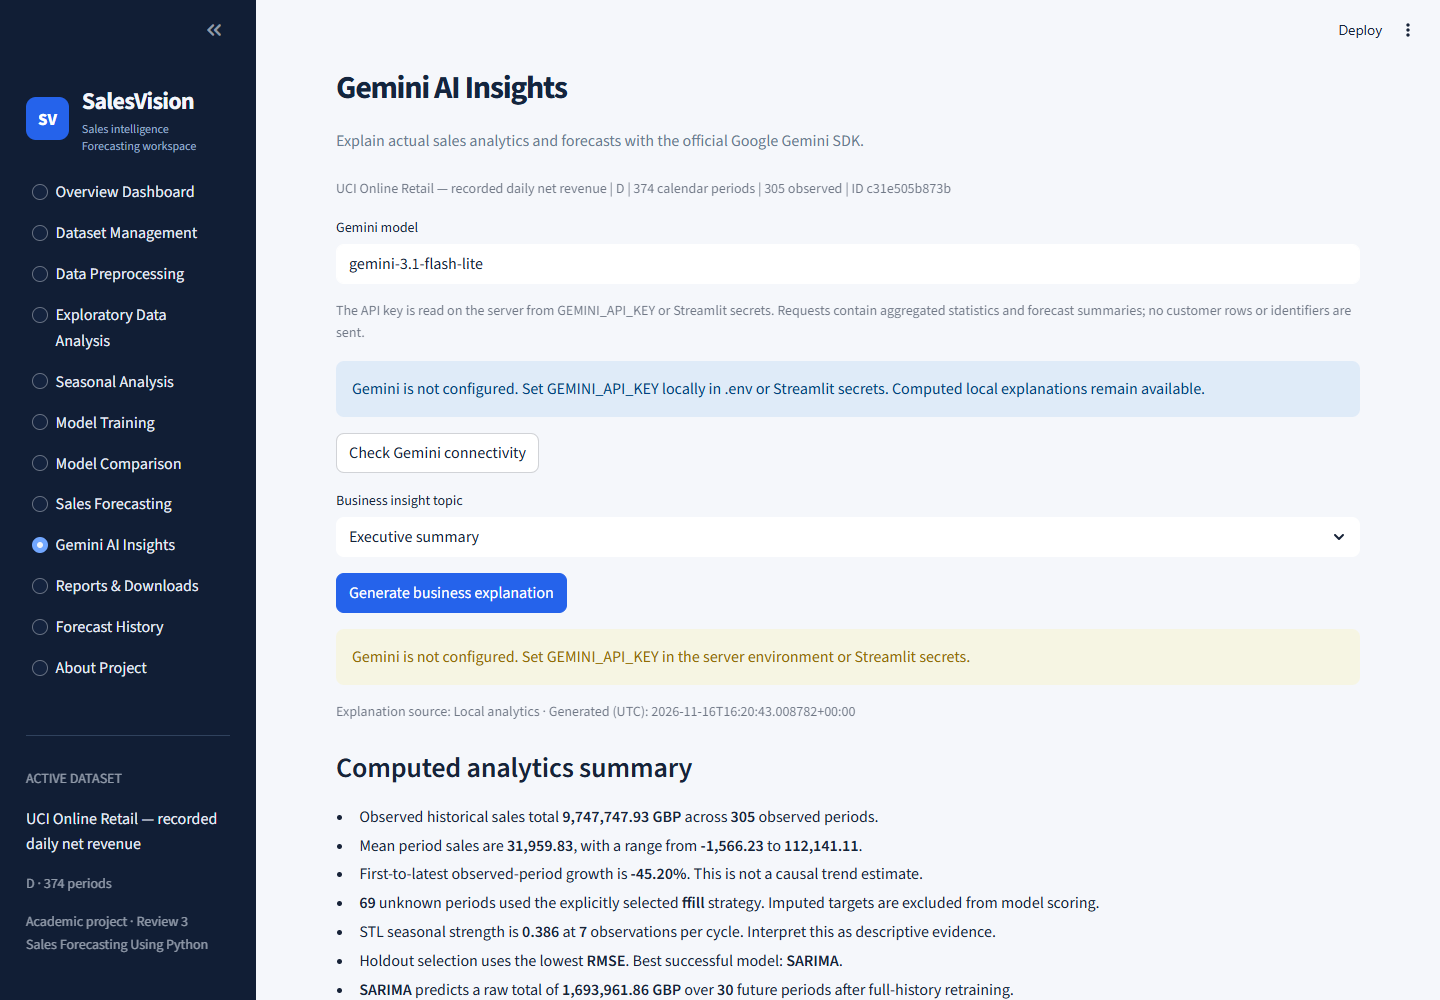 SV
SalesVision
Sales intelligence
Forecasting workspace
Overview Dashboard
Dataset Management
Data Preprocessing
Exploratory Data
Analysis
Seasonal Analysis
Model Training
Model Comparison
Sales Forecasting
Gemini AI Insights
Reports & Downloads
Forecast History
About Project
ACTIVE DATASET
UCI Online Retail — recorded
daily net revenue
D · 374 periods
Academic project · Review 3
Sales Forecasting Using Python
Deploy
Gemini AI Insights
Explain actual sales analytics and forecasts with the official Google Gemini SDK.
UCI Online Retail — recorded daily net revenue | D | 374 calendar periods | 305 observed | ID c31e505b873b
Gemini model
gemini-3.1-flash-lite
The API key is read on the server from GEMINI_API_KEY or Streamlit secrets. Requests contain aggregated statistics and forecast summaries; no customer rows or identifiers are
sent.
Gemini is not configured. Set GEMINI_API_KEY locally in .env or Streamlit secrets. Computed local explanations remain available.
Check Gemini connectivity
Business insight topic
Executive summary
Generate business explanation
Gemini is not configured. Set GEMINI_API_KEY in the server environment or Streamlit secrets.
Explanation source: Local analytics · Generated (UTC): 2026-11-16T16:20:43.008782+00:00
Computed analytics summary
• Observed historical sales total 9,747,747.93 GBP across 305 observed periods.
• Mean period sales are 31,959.83, with a range from -1,566.23 to 112,141.11.
• First-to-latest observed-period growth is -45.20%. This is not a causal trend estimate.
• 69 unknown periods used the explicitly selected ffill strategy. Imputed targets are excluded from model scoring.
• STL seasonal strength is 0.386 at 7 observations per cycle. Interpret this as descriptive evidence.
• Holdout selection uses the lowest RMSE. Best successful model: SARIMA.
• SARIMA predicts a raw total of 1,693,961.86 GBP over 30 future periods after full-history retraining.